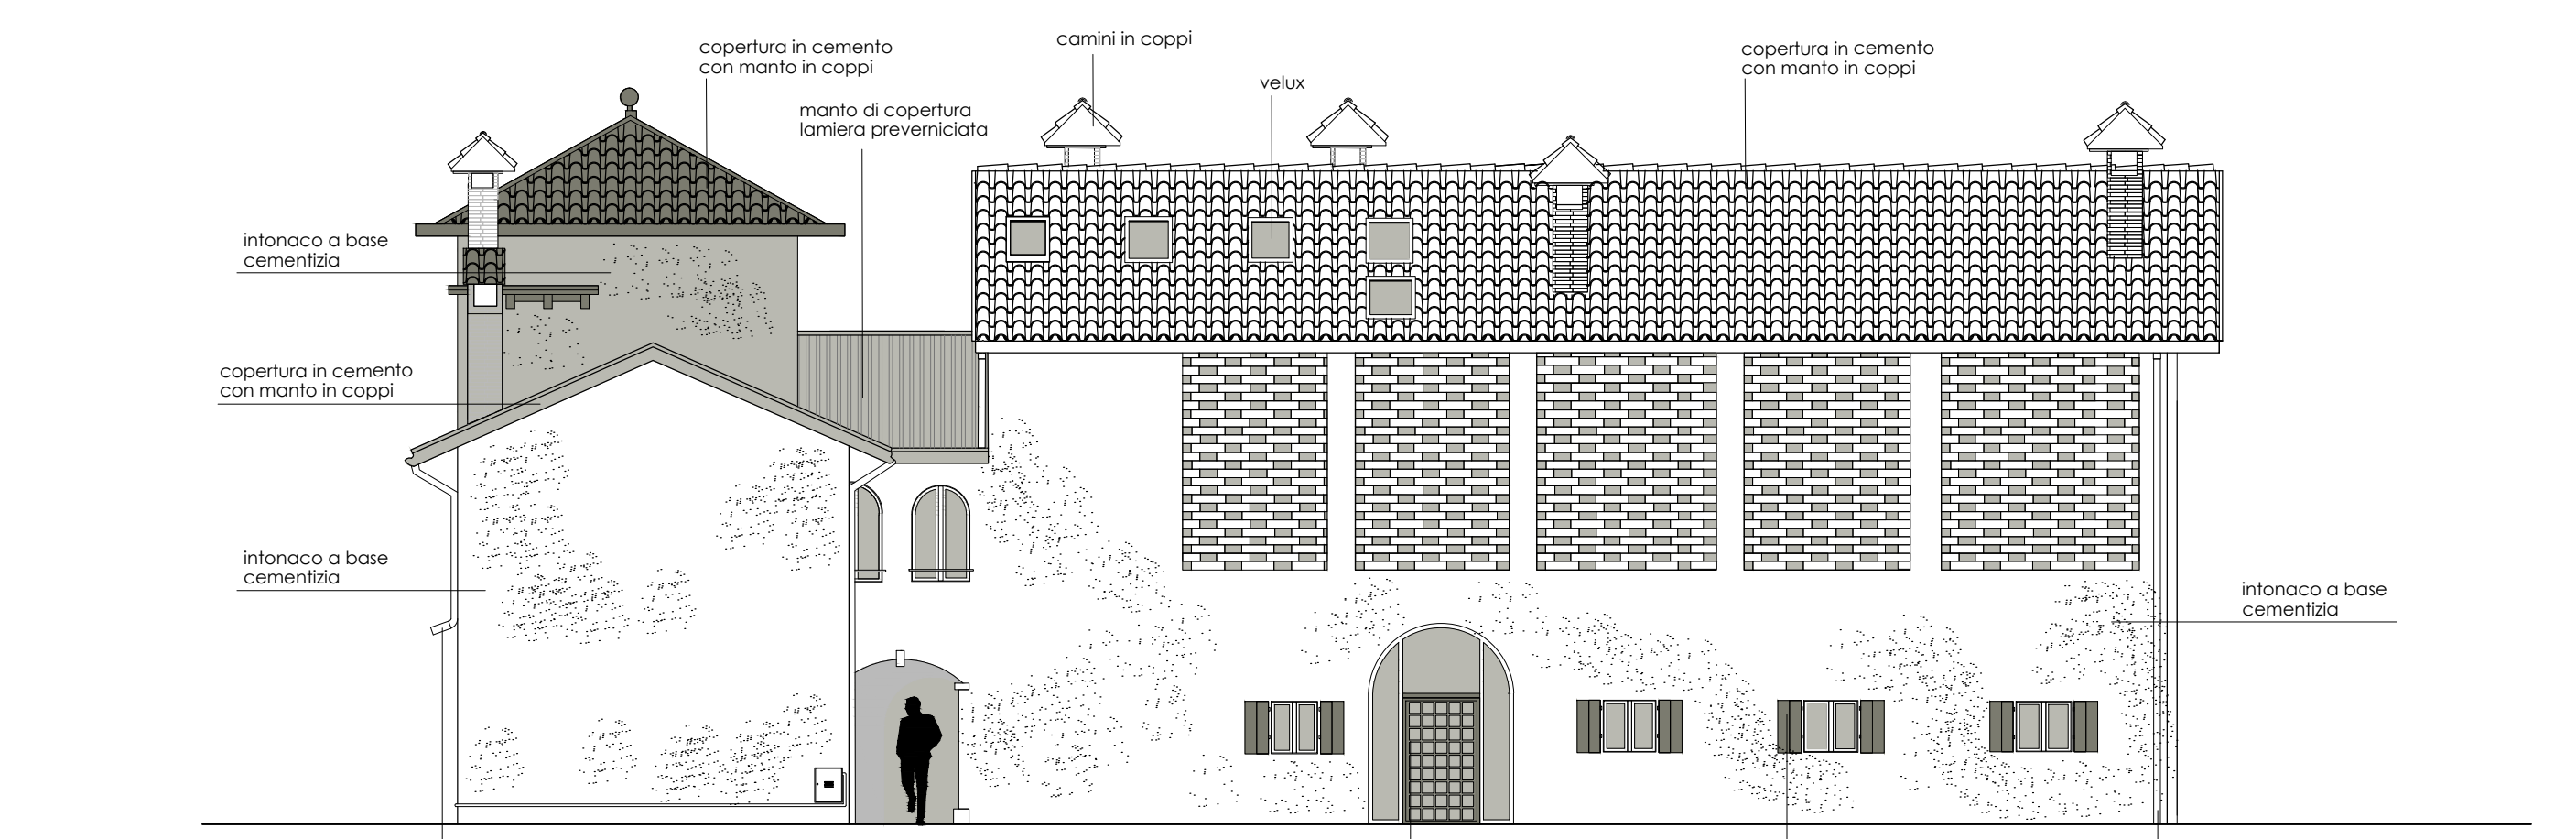 camini in coppi
copertura in cemento
con manto in coppi
copertura in cemento
con manto in coppi
velux
manto di copertura
lamiera preverniciata
intonaco a base
cementizia
copertura in cemento
con manto in coppi
intonaco a base
cementizia
intonaco a base
cementizia